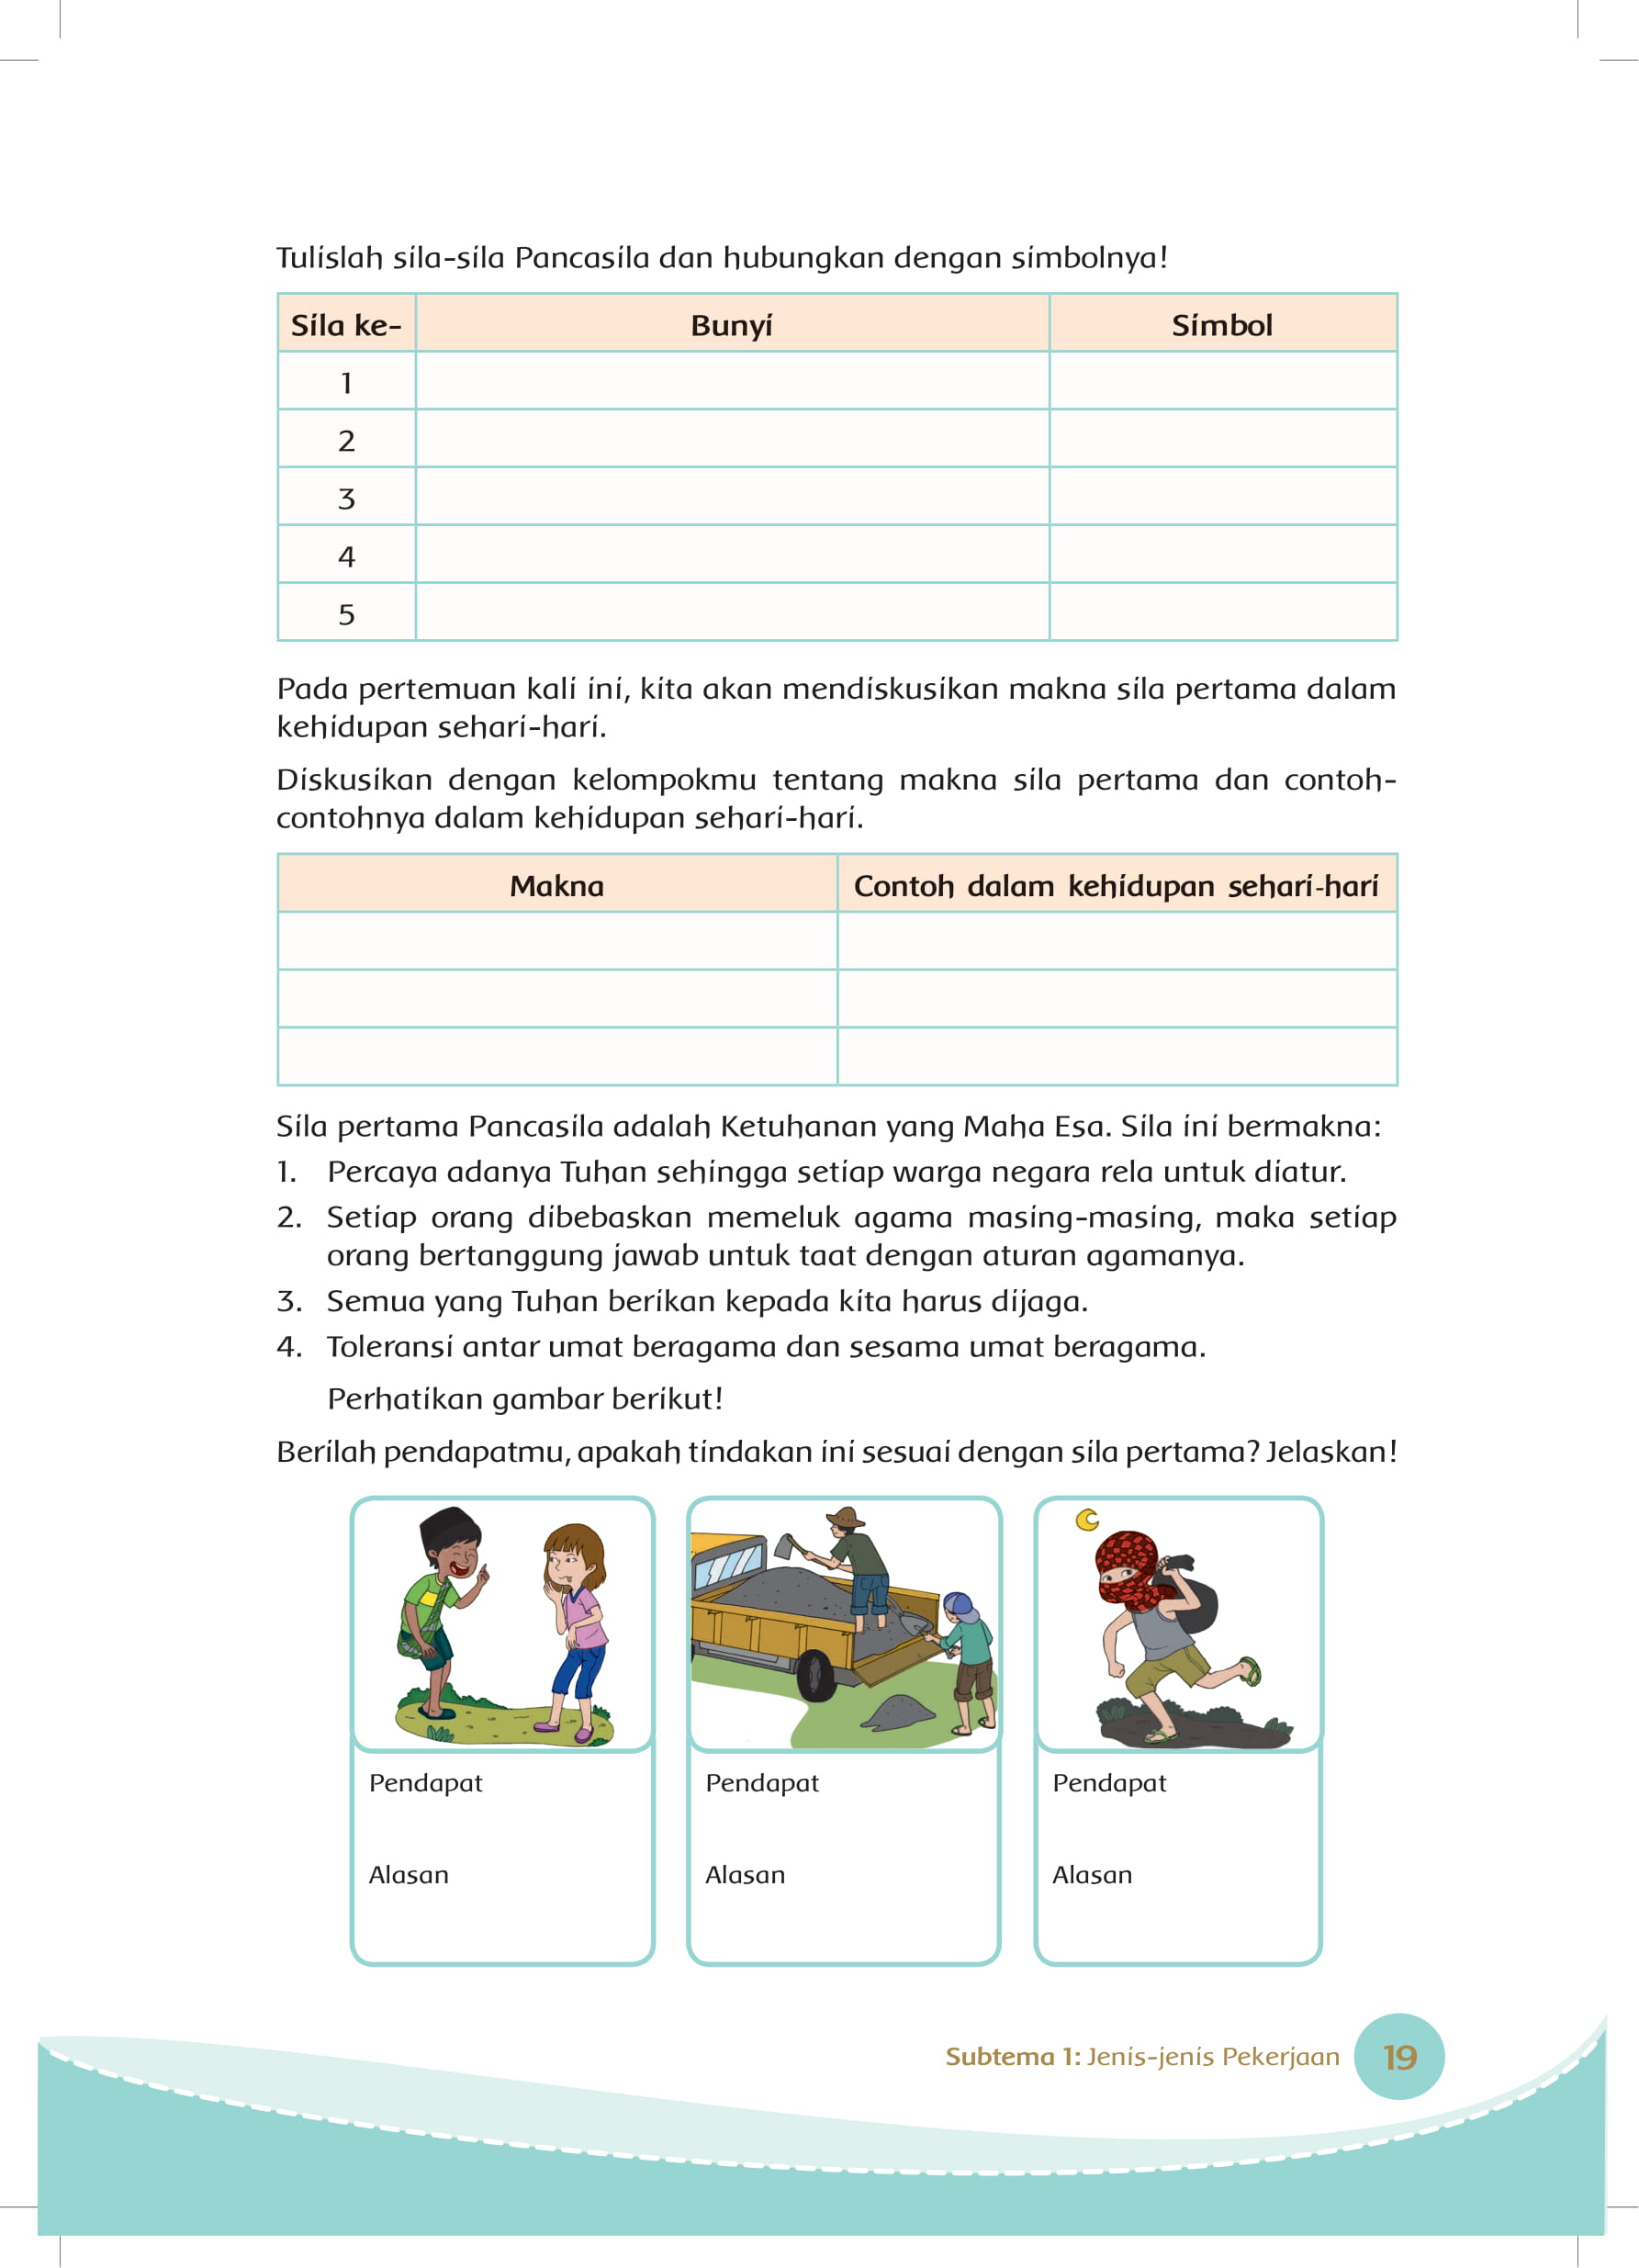 Tulislah sila-sila Pancasila dan hubungkan dengan simbolnya!
Sila ke- Bunyi Simbol
1
2
3
4
5
Pada pertemuan kali ini, kita akan mendiskusikan makna sila pertama dalam
kehidupan sehari-hari.
Diskusikan dengan kelompokmu tentang makna sila pertama dan contoh-
contohnya dalam kehidupan sehari-hari.
Makna Contoh dalam kehidupan sehari-hari
Sila pertama Pancasila adalah Ketuhanan yang Maha Esa. Sila ini bermakna:
1. Percaya adanya Tuhan sehingga setiap warga negara rela untuk diatur.
2. Setiap orang dibebaskan memeluk agama masing-masing, maka setiap
orang bertanggung jawab untuk taat dengan aturan agamanya.
3. Semua yang Tuhan berikan kepada kita harus dijaga.
4. Toleransi antar umat beragama dan sesama umat beragama.
Perhatikan gambar berikut!
Berilah pendapatmu, apakah tindakan ini sesuai dengan sila pertama? Jelaskan!
Pendapat Pendapat Pendapat
Alasan Alasan Alasan
Subtema 1: Jenis-jenis Pekerjaan 19